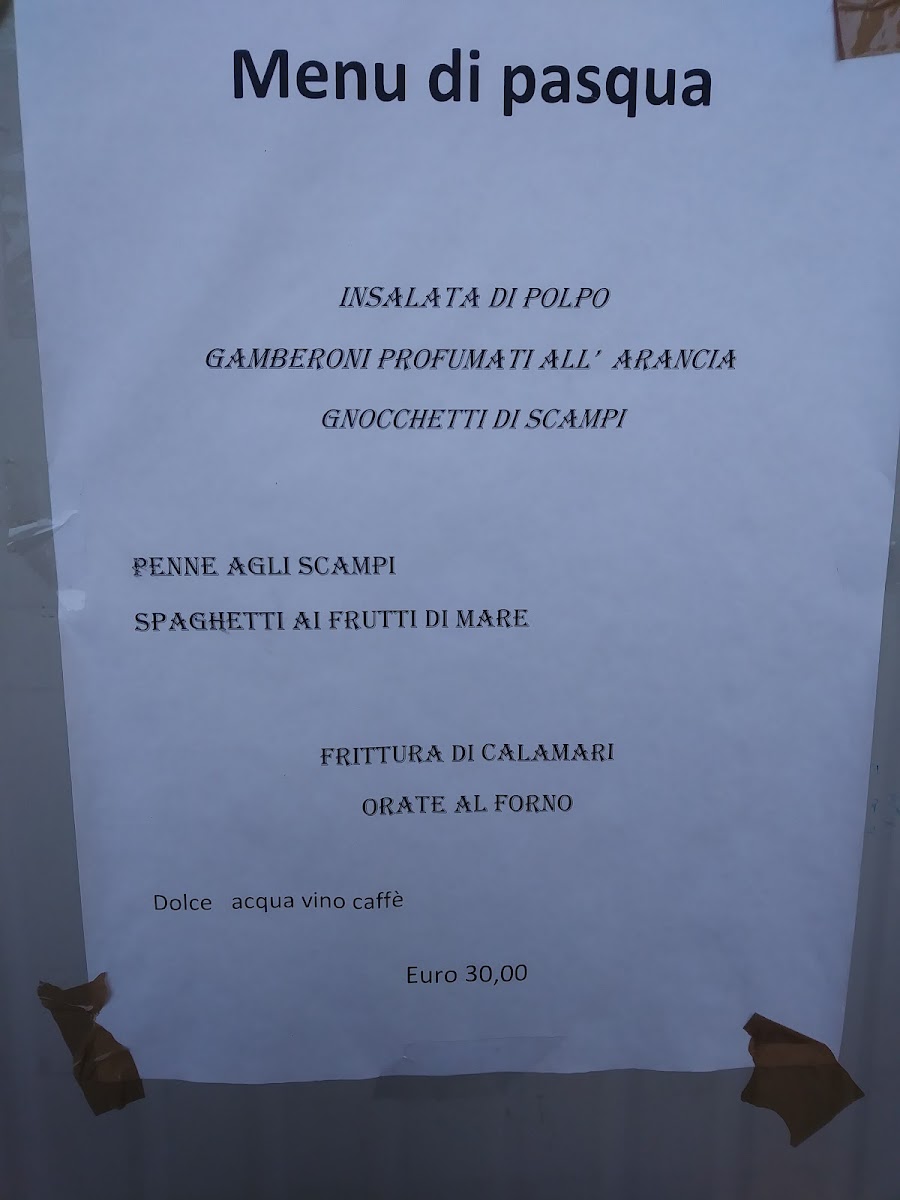 Menu di pasqua
INSALATA DI POLPO
GAMBERONI PROFUMATI ALL' ARANCIA
GNOCCHETTI DI SCAMPI
PENNE AGLI SCAMPI
SPAGHETTI AI FRUTTI DI MARE
FRITTURA DI CALAMARI
ORATE AL FORNO
Dolce acqua vino caffè
Euro 30,00